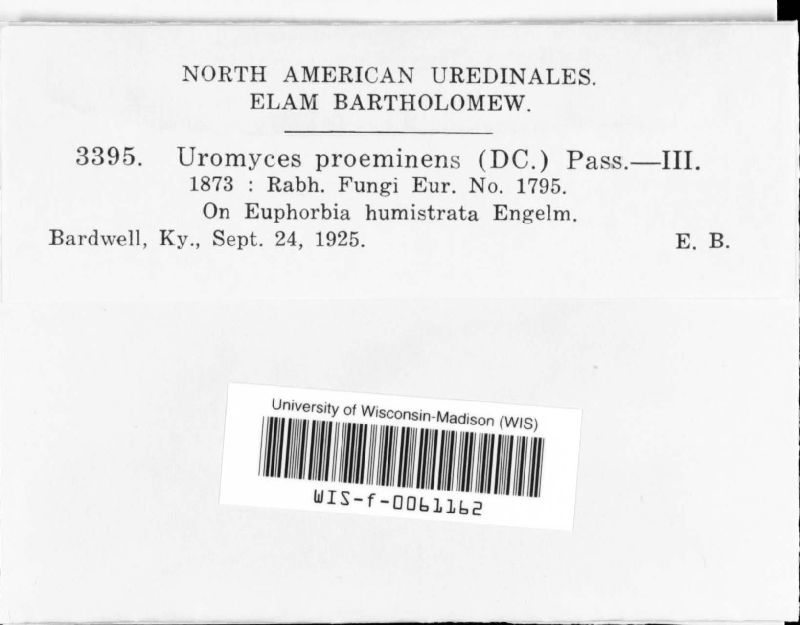 NORTH AMERICAN UREDINALES.
ELAM BARTHOLOMEW.
3395. Uromyces proeminens (DC.) Pass.—III.
1873 : Rabh. Fungi Eur. No. 1795.
On Euphorbia humistrata Engelm.
Bardwell, Ky., Sept. 24, 1925. E. B.
University of Wisconsin-Madison (WIS)
WIS-f-0061162